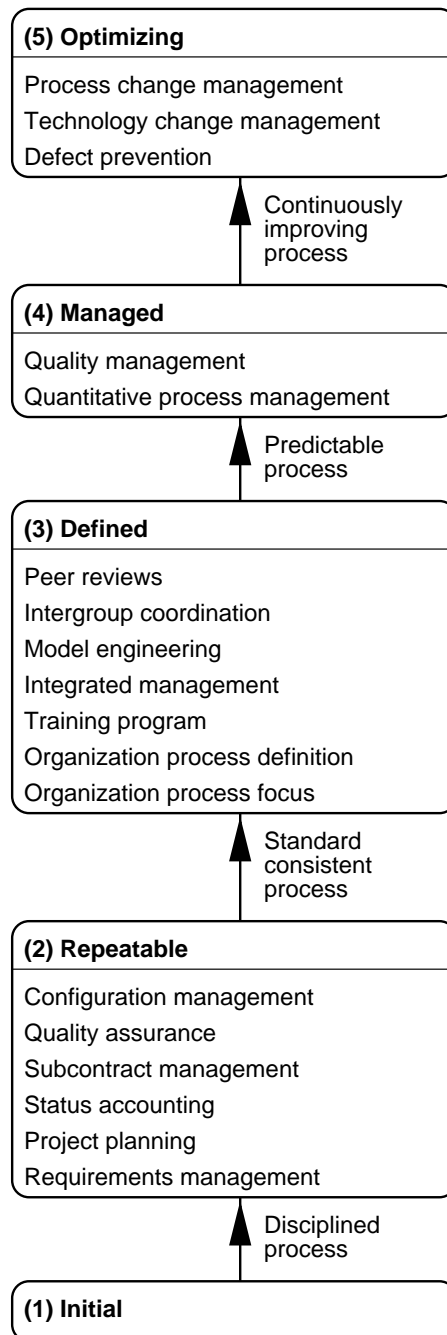 (5) Optimizing
Process change management
Technology change management
Defect prevention
Continuously
improving
process
(4) Managed
Quality management
Quantitative process management
Predictable
process
(3) Defined
Peer reviews
Intergroup coordination
Model engineering
Integrated management
Training program
Organization process definition
Organization process focus
Standard
consistent
process
(2) Repeatable
Configuration management
Quality assurance
Subcontract management
Status accounting
Project planning
Requirements management
Disciplined
process
(1) Initial